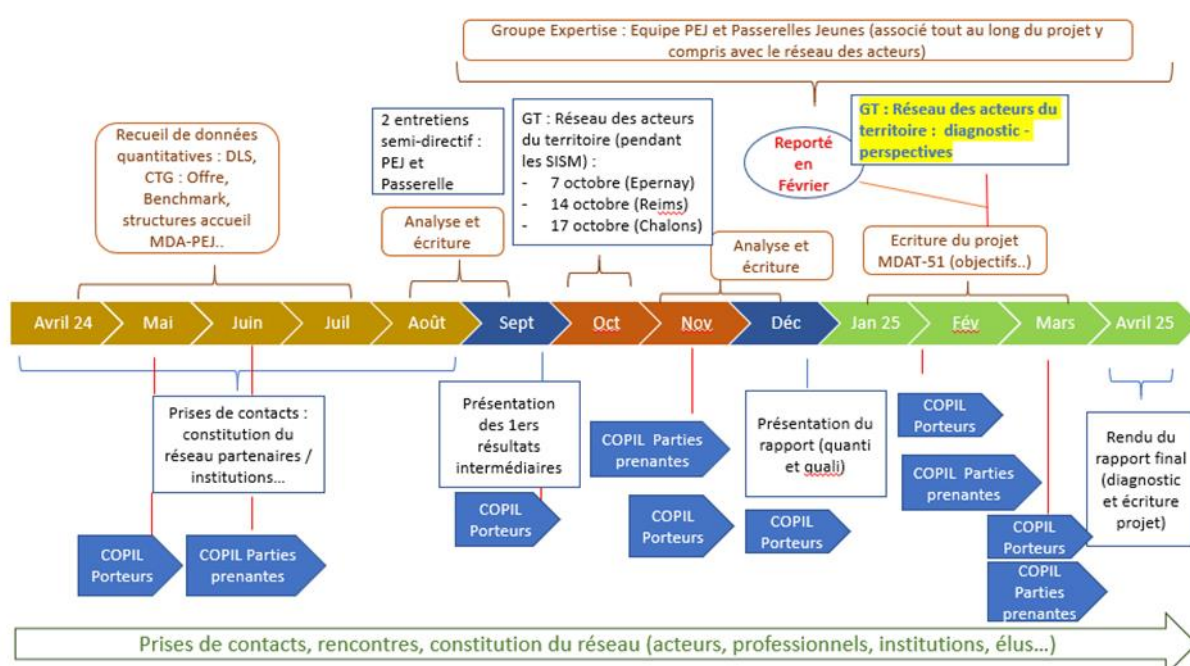 Groupe Expertise : Equipe PEJ et Passerelles Jeunes (associé tout au long du projet y
compris avec le réseau des acteurs)
Recueil de données
quantitatives : DLS,
CTG : Offre,
Benchmark,
structures accueil
MDA-PEJ..
2 entretiens
semi-directif :
PEJ et
Passerelle
Analyse et
écriture
GT : Réseau des acteurs
du territoire (pendant
les SISM) :
- 7 octobre (Epernay)
- 14 octobre (Reims)
- 17 octobre (Chalons)
Analyse et
écriture
Reporté
en
Février
GT : Réseau des acteurs du
territoire : diagnostic -
perspectives
Ecriture du projet
MDAT-51 (objectifs..)
Avril 24
Mai
Juin
Juil
Août
Sept
Oct
Nov
Déc
Jan 25
Fév
Mars
Avril 25
Prises de contacts :
constitution du
réseau partenaires /
institutions...
COPIL
Porteurs
COPIL Parties
prenantes
Présentation
des 1ers
résultats
intermédiaires
COPIL
Porteurs
COPIL Parties
prenantes
COPIL
Porteurs
Présentation du
rapport (quanti
et quali)
COPIL
Porteurs
COPIL
Porteurs
COPIL Parties
prenantes
COPIL
Porteurs
COPIL
Parties
prenantes
Rendu du
rapport final
(diagnostic
et écriture
projet)
Prises de contacts, rencontres, constitution du réseau (acteurs, professionnels, institutions, élus...)